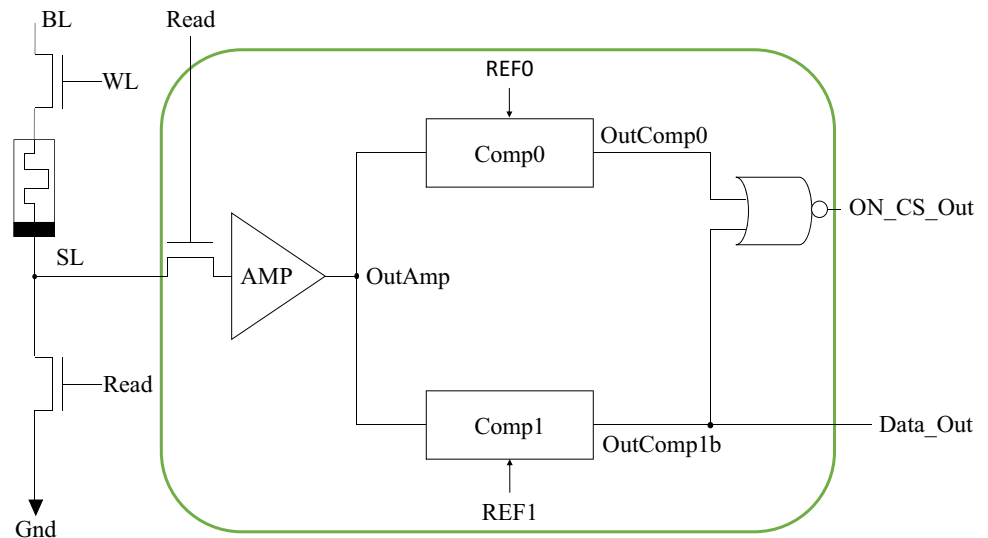 BL
Read
WL
REF0
Comp0
OutComp0
ON_CS_Out
SL
AMP
OutAmp
Read
Comp1
OutComp1b
Data_Out
REF1
Gnd